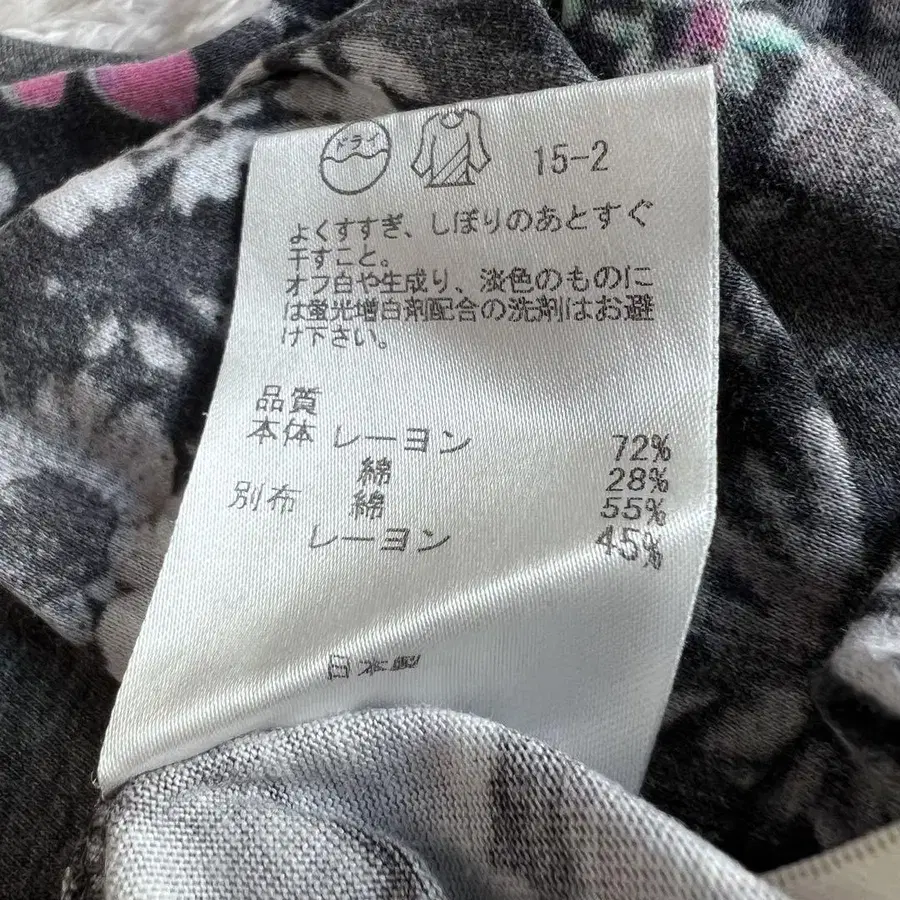 ドライ
15-2
よくすすぎ、しぼりのあとすぐ
干すこと。
オフ白や生成り、淡色のものに
は蛍光増白剤配合の洗剤はお避
け下さい。
品質
本体 レーヨン 72%
綿 28%
別布 綿 55%
レーヨン 45%
日本製